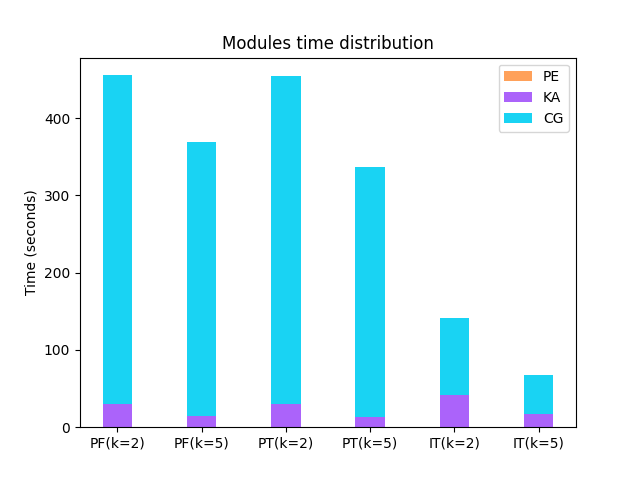 Modules time distribution
PE
KA
CG
Time (seconds)
400
300
200
100
0
PF(k=2) PF(k=5) PT(k=2) PT(k=5) IT(k=2) IT(k=5)